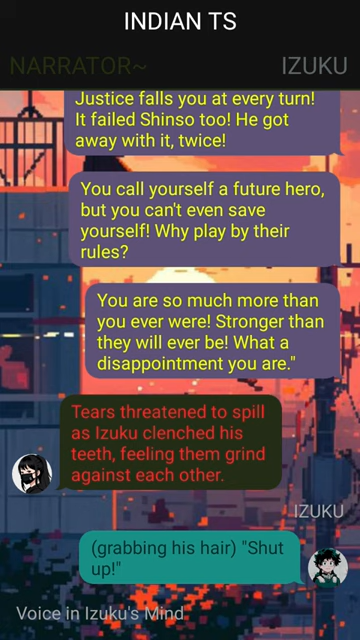 INDIAN TS
NARRATOR~
IZUKU
Justice falls you at every turn!
It failed Shinso too! He got
away with it, twice!
You call yourself a future hero,
but you can't even save
yourself! Why play by their
rules?
You are so much more than
you ever were! Stronger than
they will ever be! What a
disappointment you are."
Tears threatened to spill
as Izuku clenched his
teeth, feeling them grind
against each other.
IZUKU
(grabbing his hair) "Shut
up!"
Voice in Izuku's Mind